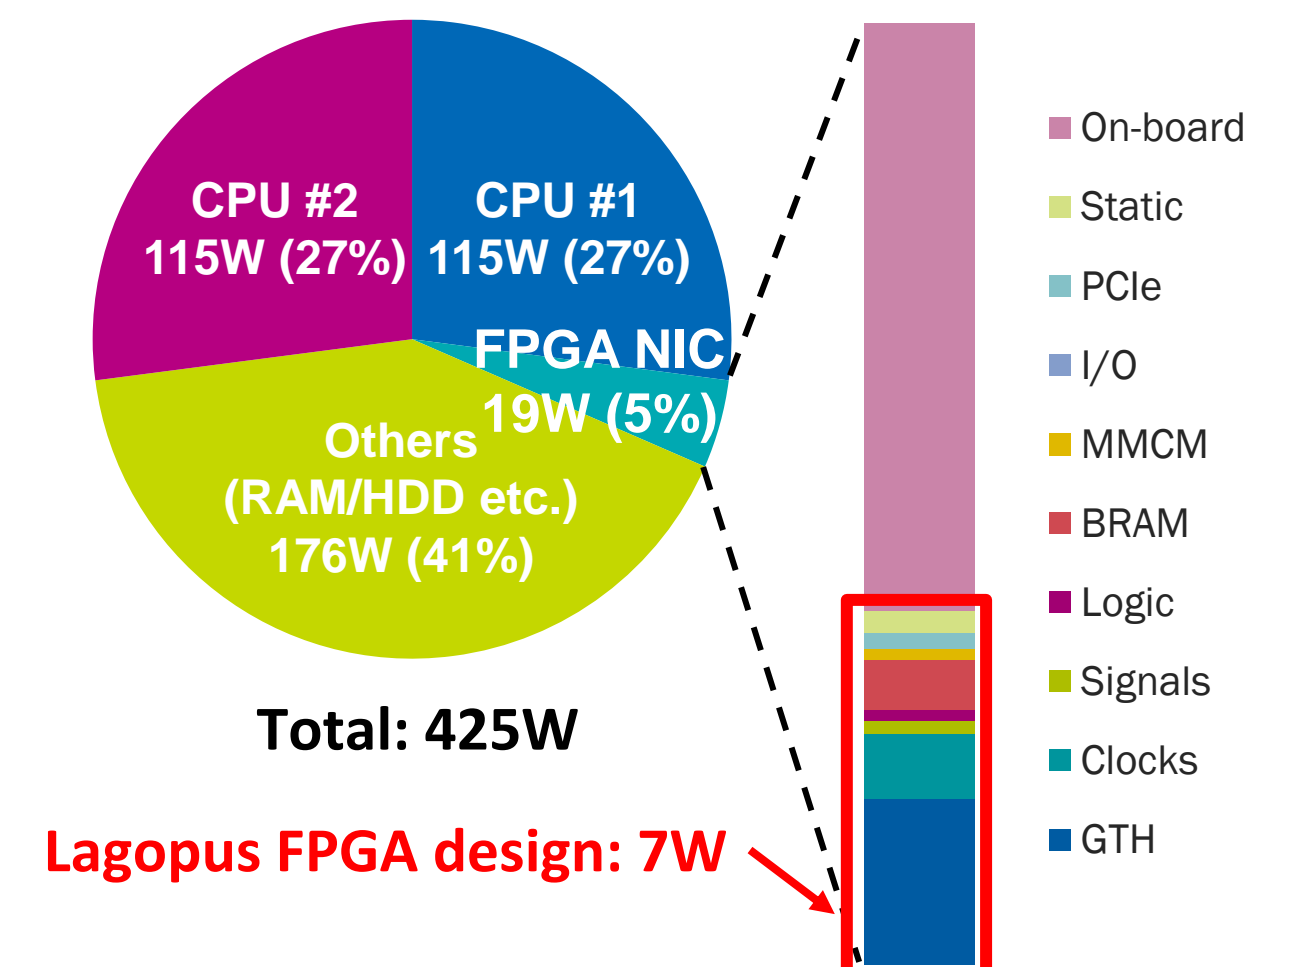 CPU #2
115W (27%)
CPU #1
115W (27%)
FPGA NIC
19W (5%)
Others
(RAM/HDD etc.)
176W (41%)
Total: 425W
Lagopus FPGA design: 7W
On-board
Static
PCIe
I/O
MMCM
BRAM
Logic
Signals
Clocks
GTH